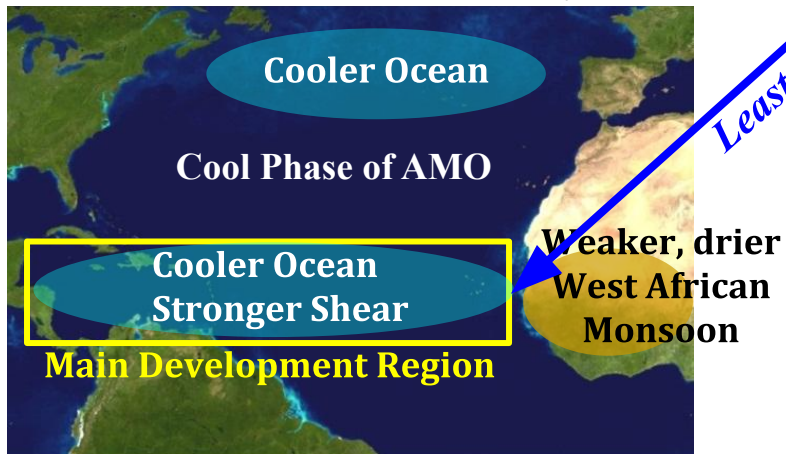 Cooler Ocean
Cool Phase of AMO
Least
Weaker, drier
West African
Monsoon
Cooler Ocean
Stronger Shear
Main Development Region